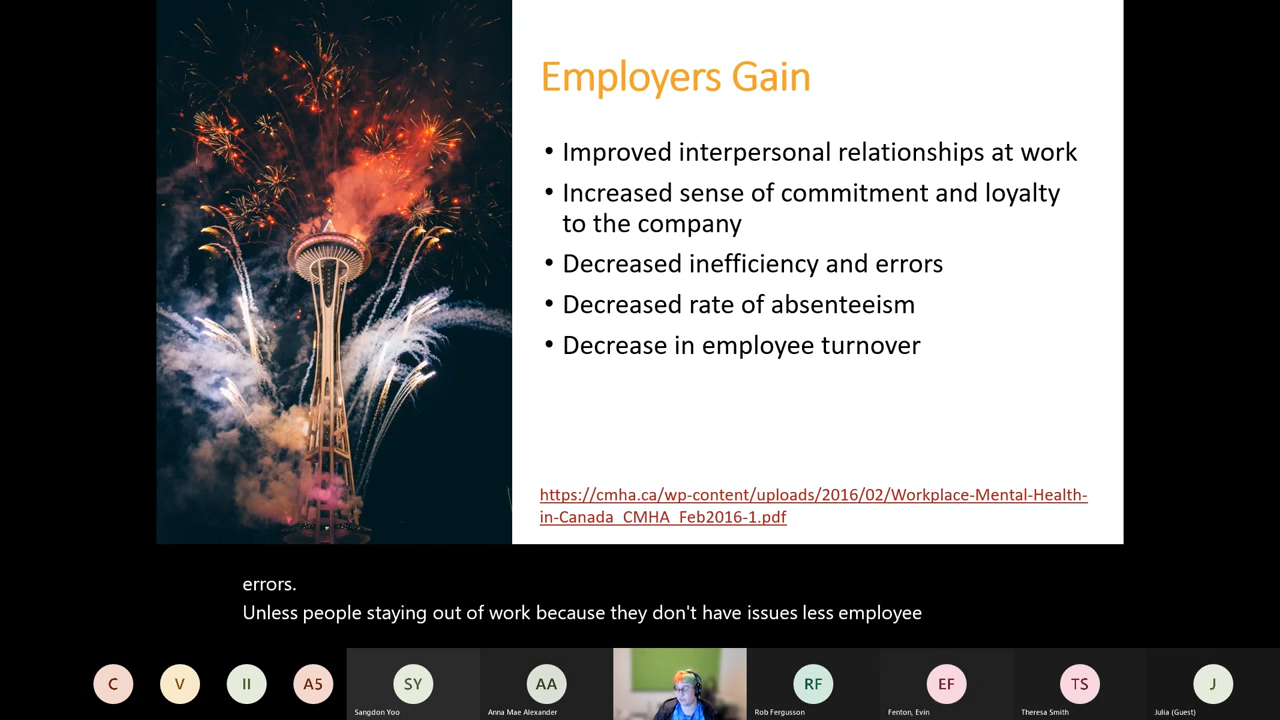 Employers Gain
• Improved interpersonal relationships at work
• Increased sense of commitment and loyalty
to the company
• Decreased inefficiency and errors
• Decreased rate of absenteeism
• Decrease in employee turnover
https://cmha.ca/wp-content/uploads/2016/02/Workplace-Mental-Health-
in-Canada_CMHA_Feb2016-1.pdf
errors.
Unless people staying out of work because they don't have issues less employee
C V II A5 SY AA RF EF TS J
Sangdon Yoo Anna Mae Alexander Rob Fergusson Fenton, Evin Theresa Smith Julia (Guest)